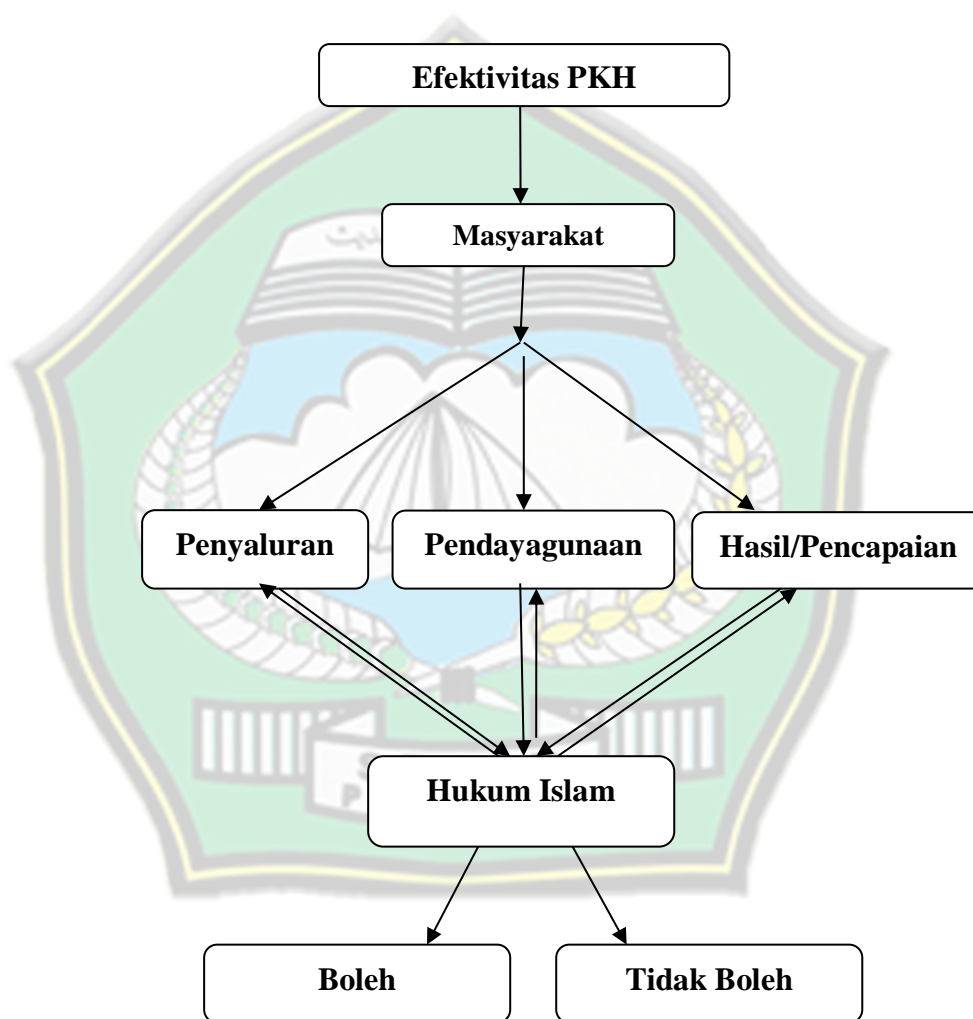 Efektivitas PKH
Masyarakat
Penyaluran
Pendayagunaan
Hasil/Pencapaian
Hukum Islam
Boleh
Tidak Boleh